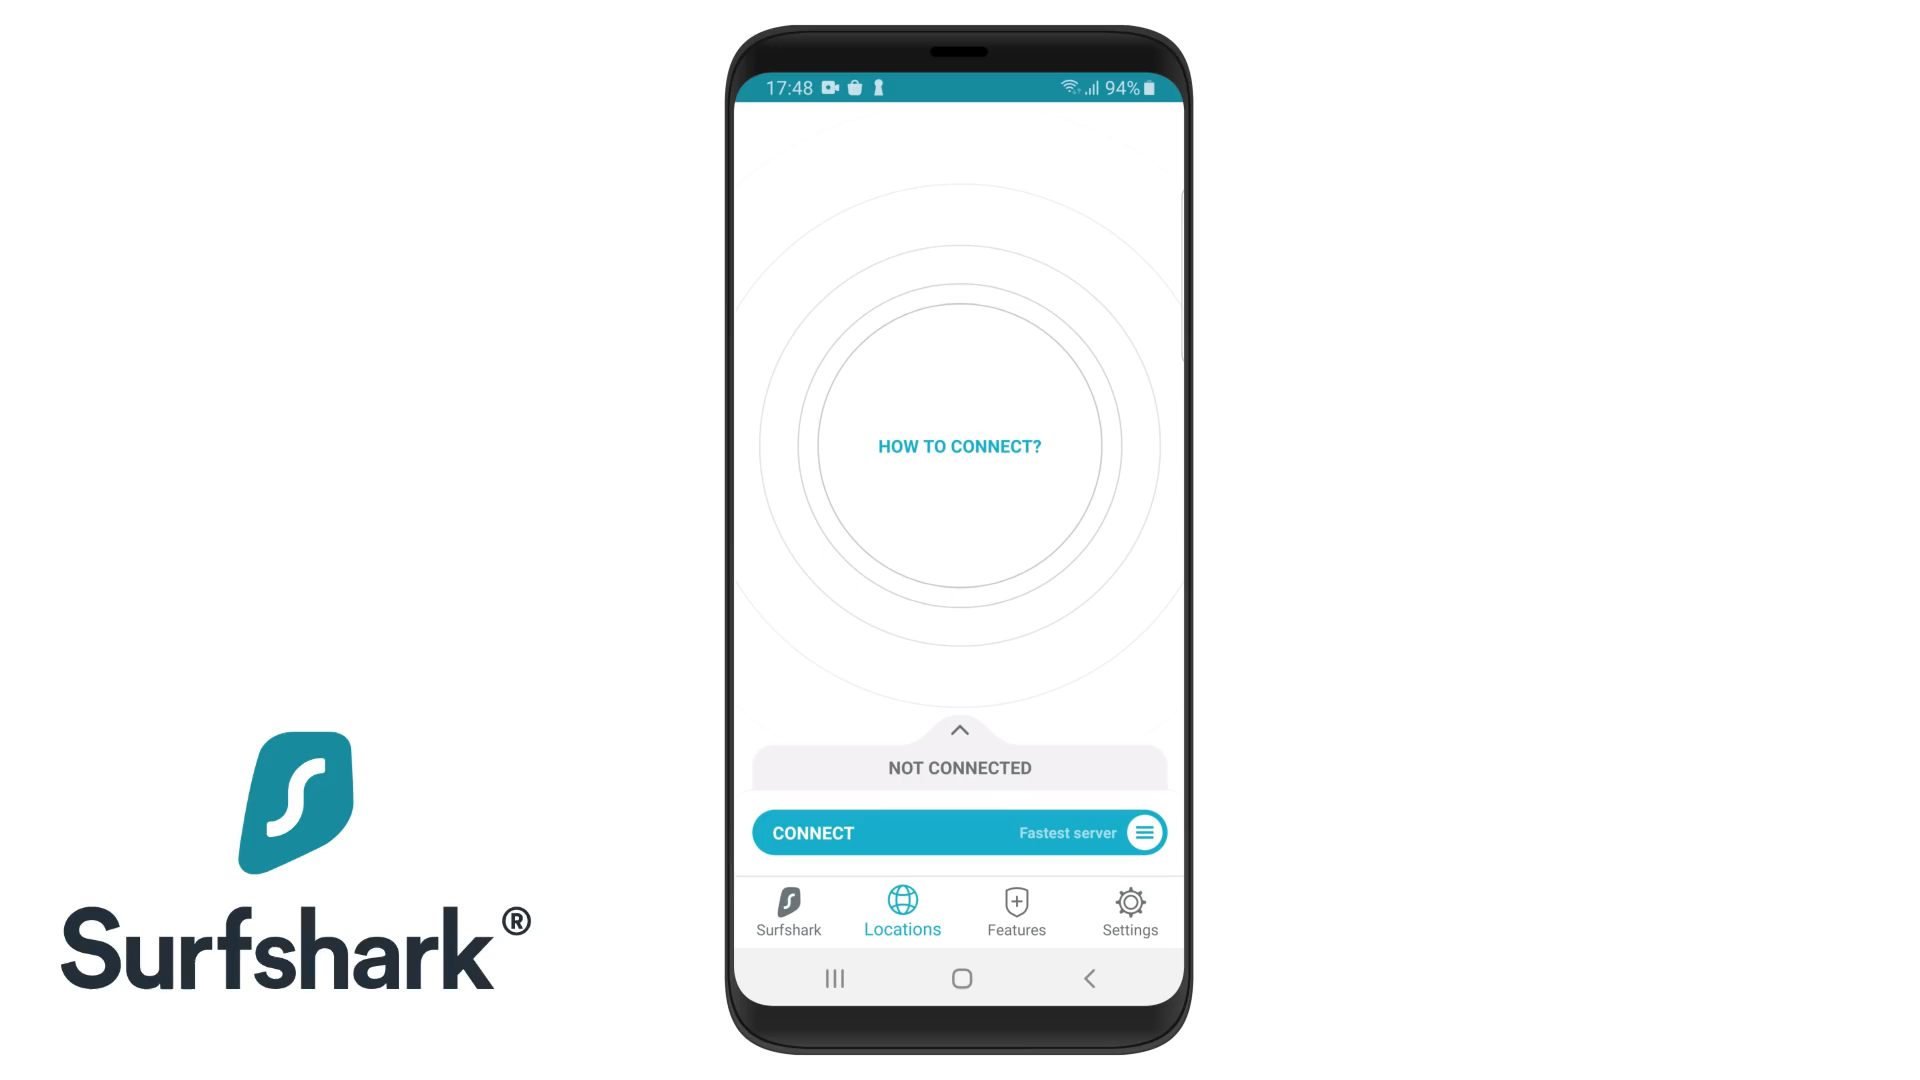 17:48
94%
HOW TO CONNECT?
NOT CONNECTED
CONNECT
Fastest server
Surfshark
Locations
Features
Settings
Surfshark®